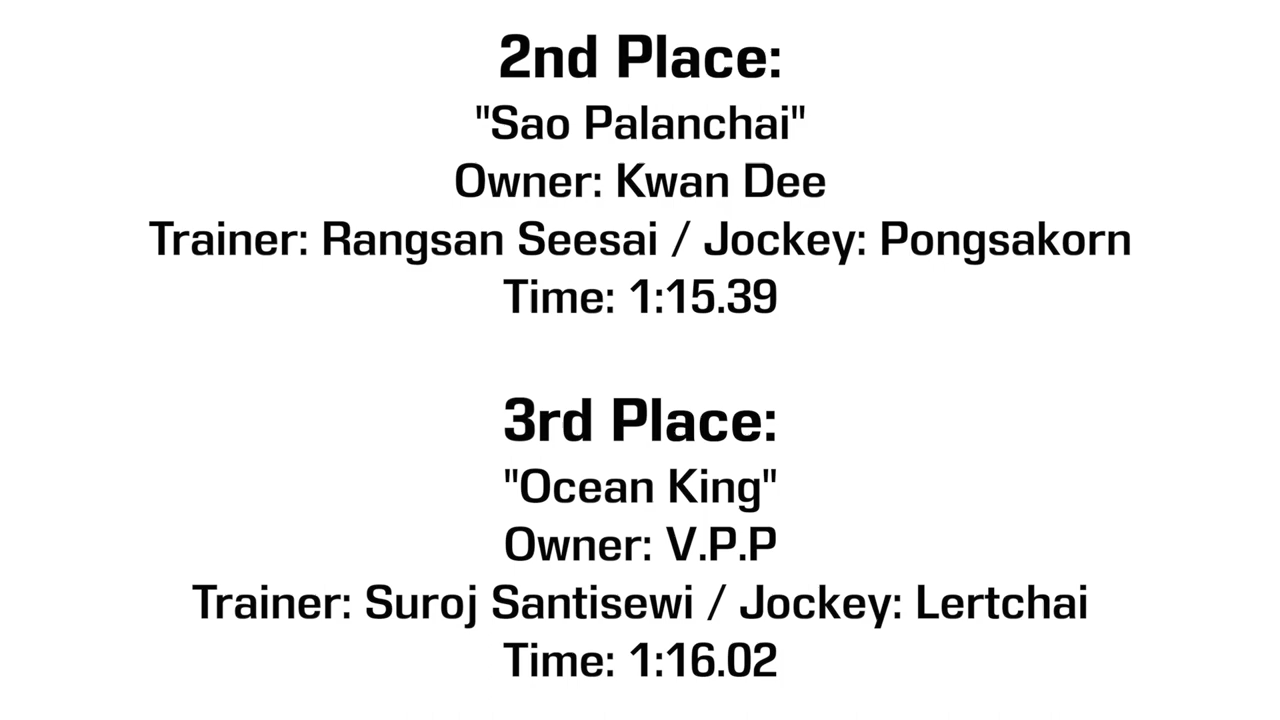 2nd Place:
"Sao Palanchai"
Owner: Kwan Dee
Trainer: Rangsan Seesai / Jockey: Pongsakorn
Time: 1:15.39
3rd Place:
"Ocean King"
Owner: V.P.P
Trainer: Suroj Santisewi / Jockey: Lertchai
Time: 1:16.02